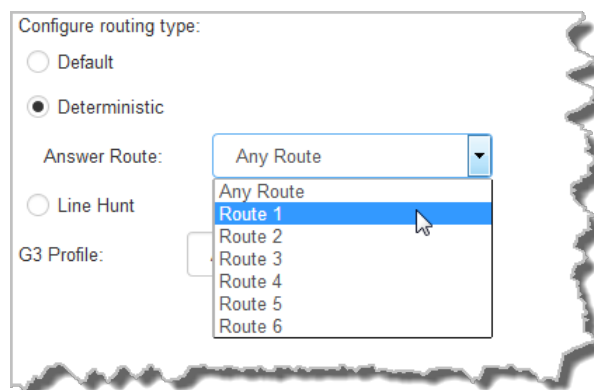 Configure routing type:
Default
Deterministic
Answer Route: Any Route
Any Route
Line Hunt
Route 1
Route 2
G3 Profile:
Route 3
Route 4
Route 5
Route 6